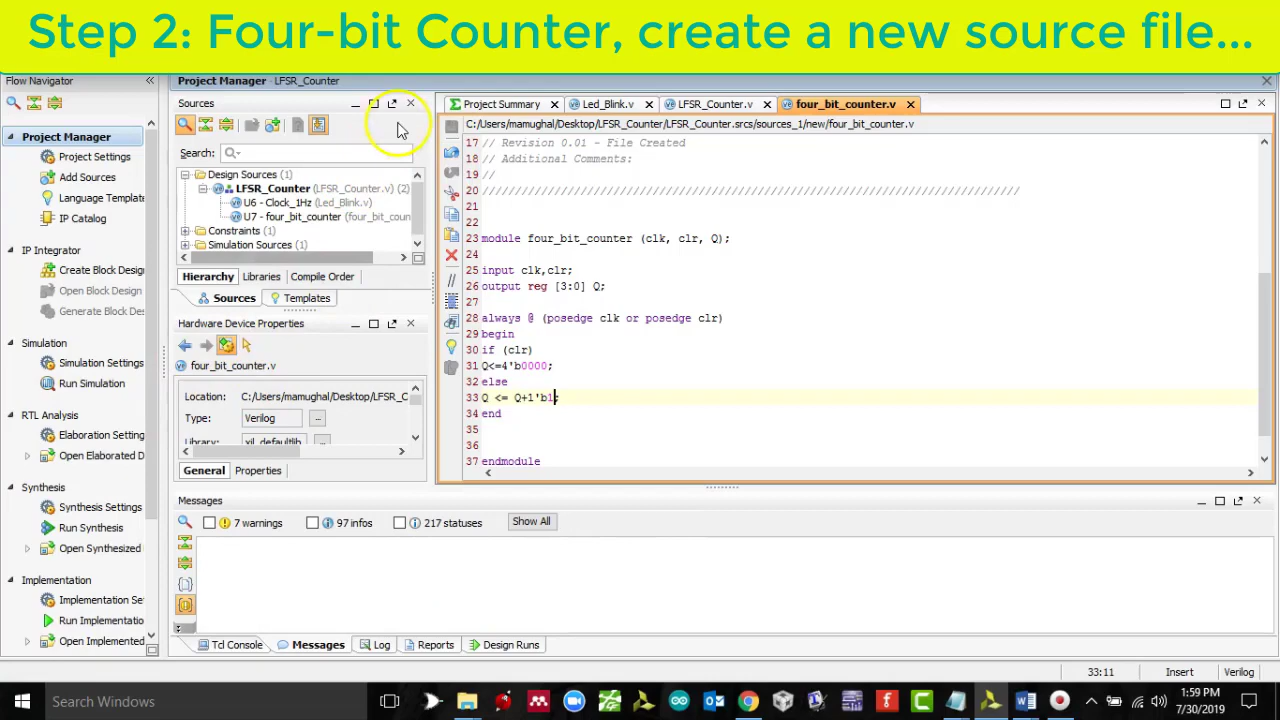 Step 2: Four-bit Counter, create a new source file...
Flow Navigator
Project Manager - LFSR_Counter
Project Manager
Project Settings
Add Sources
Language Templat
IP Catalog
IP Integrator
Create Block Desig
Open Block Design
Generate Block De
Simulation
Simulation Settings
Run Simulation
RTL Analysis
Elaboration Setting
Open Elaborated D
Synthesis
Synthesis Settings
Run Synthesis
Open Synthesized
Implementation
Implementation Set
Run Implementatio
Open Implemented
Sources
Search:
Design Sources (1)
LFSR_Counter (LFSR_Counter.v) (2)
U6 - Clock_1Hz (Led_Blink.v)
U7 - four_bit_counter (four_bit_coun
Constraints
Simulation Sources (1)
Hierarchy Libraries Compile Order
Sources Templates
Hardware Device Properties
four_bit_counter.v
Location: C:/Users/mamughal/Desktop/LFSR_C
Type: Verilog ...
Library: xil_defaultlib ...
General Properties
Project Summary Led_Blink.v LFSR_Counter.v four_bit_counter.v
C:/Users/mamughal/Desktop/LFSR_Counter/LFSR_Counter.srcs/sources_1/new/four_bit_counter.v
17 // Revision 0.01 - File Created
18 // Additional Comments:
19 //
20 //////////////////////////////////////////////////////////////////////////////////
21
22
23 module four_bit_counter (clk, clr, Q);
24
25 input clk,clr;
26 output reg [3:0] Q;
27
28 always @ (posedge clk or posedge clr)
29 begin
30 if (clr)
31 Q<=4'b0000;
32 else
33 Q <= Q+1'b1;
34 end
35
36
37 endmodule
Messages
7 warnings 97 infos 217 statuses Show All
Tcl Console Messages Log Reports Design Runs
33:11 Insert Verilog
Search Windows
1:59 PM
7/30/2019